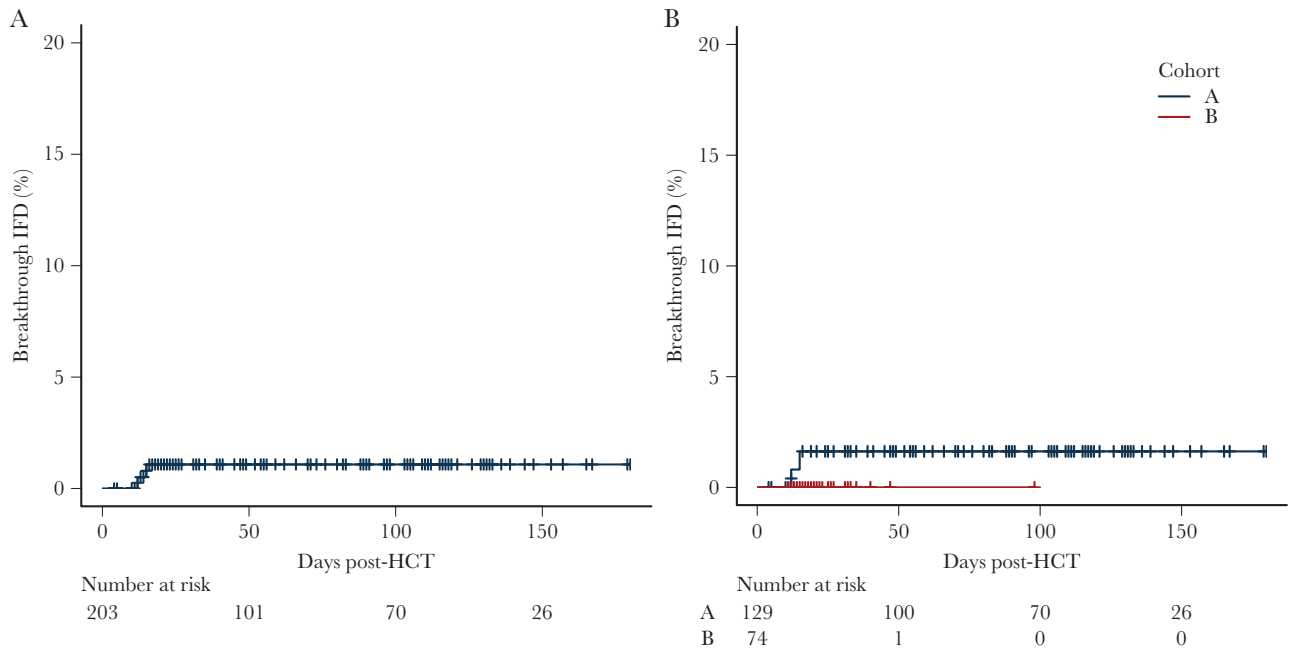 A
Breakthrough IFD (%)
20
15
10
5
0
0 50 100 150
Days post-HCT
Number at risk
203 101 70 26
B
Breakthrough IFD (%)
20
15
10
5
0
Cohort
A
B
0 50 100 150
Days post-HCT
Number at risk
A 129 100 70 26
B 74 1 0 0